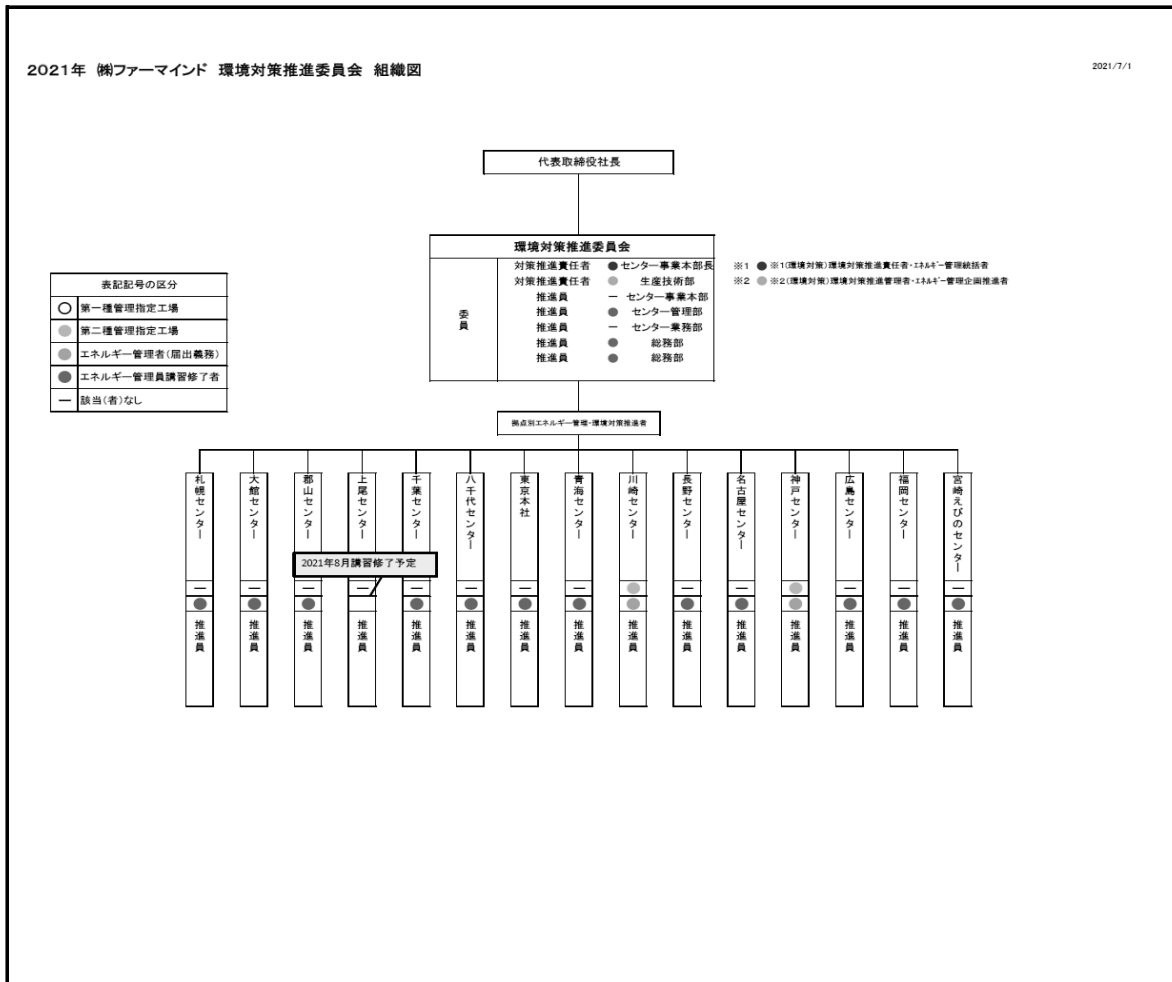 2021年 ㈱ファーマインド 環境対策推進委員会 組織図
2021/7/1
代表取締役社長
環境対策推進委員会
委員
対策推進責任者 ●センター事業本部長
対策推進責任者 ● 生産技術部
推進員 ー センター事業本部
推進員 ● センター管理部
推進員 ー センター業務部
推進員 ● 総務部
推進員 ● 総務部
※1 ● ※1(環境対策)環境対策推進責任者・エネルギー管理統括者
※2 ● ※2(環境対策)環境対策推進管理者・エネルギー管理企画推進者
表記記号の区分
○ 第一種管理指定工場
● 第二種管理指定工場
● エネルギー管理者(届出義務)
● エネルギー管理員講習修了者
ー 該当(者)なし
拠点別エネルギー管理・環境対策推進者
札幌センター ー ● 推進員
大館センター ー ● 推進員
郡山センター ー ● 推進員
上尾センター ー 推進員
2021年8月講習修了予定
千葉センター ー ● 推進員
八千代センター ー ● 推進員
東京本社 ー ● 推進員
青海センター ー ● 推進員
川崎センター ● ● 推進員
長野センター ー ● 推進員
名古屋センター ー ● 推進員
神戸センター ● ● 推進員
広島センター ー ● 推進員
福岡センター ー ● 推進員
宮崎えびのセンター ー ● 推進員